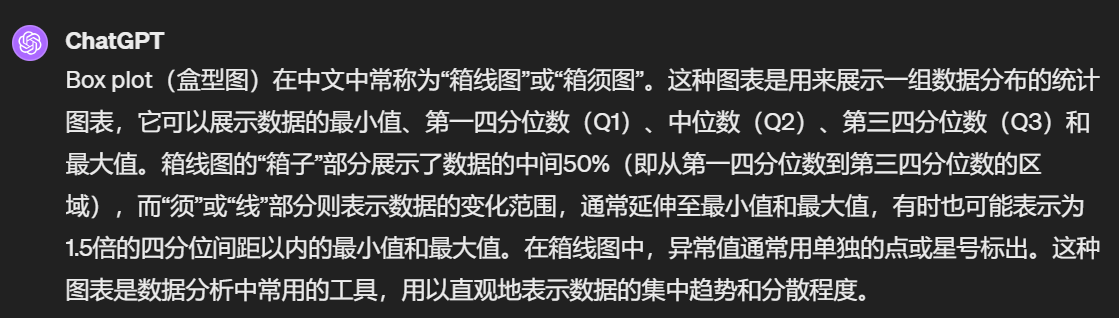 ChatGPT
Box plot（盒型图）在中文中常称为“箱线图”或“箱须图”。这种图表是用来展示一组数据分布的统计
图表，它可以展示数据的最小值、第一四分位数（Q1）、中位数（Q2）、第三四分位数（Q3）和
最大值。箱线图的“箱子”部分展示了数据的中间50%（即从第一四分位数到第三四分位数的区
域），而“须”或“线”部分则表示数据的变化范围，通常延伸至最小值和最大值，有时也可能表示为
1.5倍的四分位间距以内的最小值和最大值。在箱线图中，异常值通常用单独的点或星号标出。这种
图表是数据分析中常用的工具，用以直观地表示数据的集中趋势和分散程度。